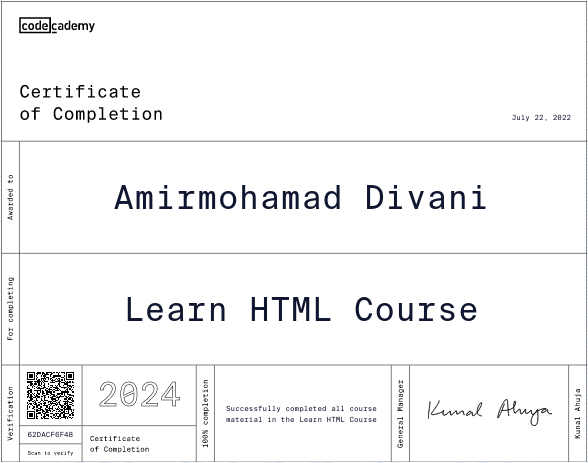 codecademy
Certificate
of Completion
July 22, 2022
Awarded to
Amirmohamad Divani
For completing
Learn HTML Course
Verification
62DACF6F48
Scan to verify
2024
Certificate
of Completion
100% completion
Successfully completed all course
material in the Learn HTML Course
General Manager
Kunal Ahuja
Kunal Ahuja